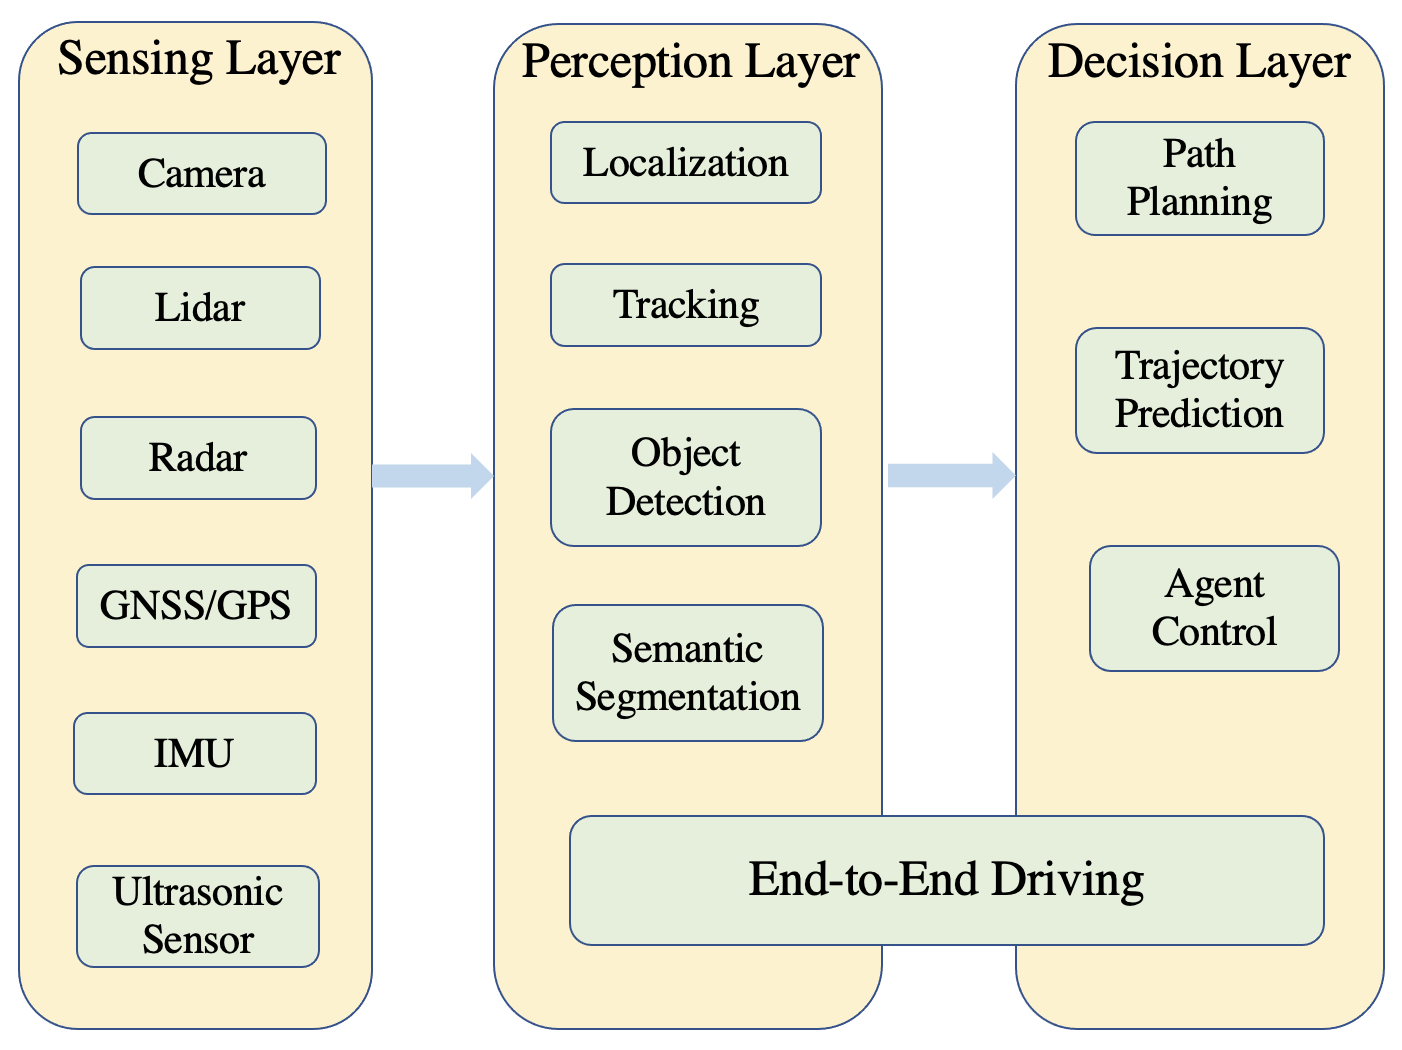 Sensing Layer
Camera
Lidar
Radar
GNSS/GPS
IMU
Ultrasonic
Sensor
Perception Layer
Localization
Tracking
Object
Detection
Semantic
Segmentation
Decision Layer
Path
Planning
Trajectory
Prediction
Agent
Control
End-to-End Driving